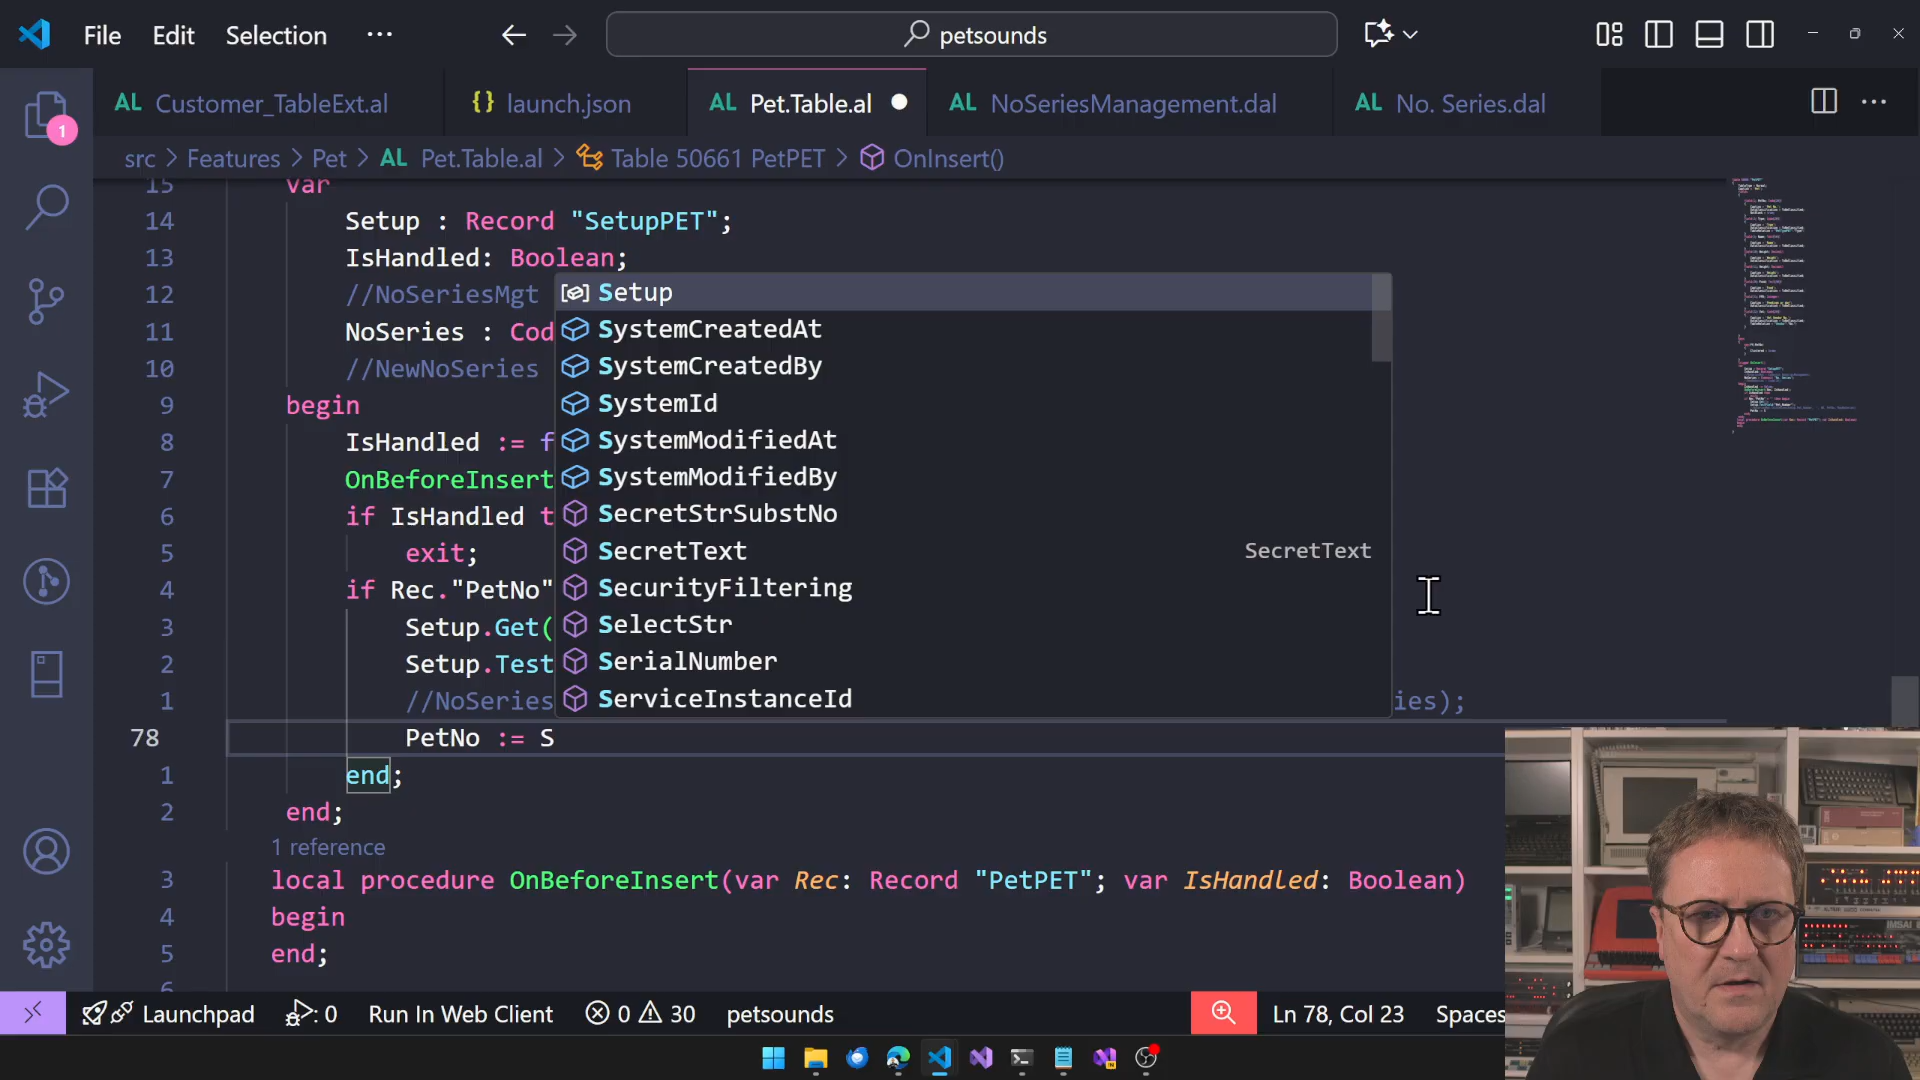 File Edit Selection ··· petsounds
Customer_TableExt.al launch.json Pet.Table.al NoSeriesManagement.dal No. Series.dal
src > Features > Pet > AL Pet.Table.al > Table 50661 PetPET > OnInsert()
15 var
14 Setup : Record "SetupPET";
13 IsHandled: Boolean;
12 //NoSeriesMgt
11 NoSeries : Cod
10 //NewNoSeries
9 begin
8 IsHandled := f
7 OnBeforeInsert
6 if IsHandled t
5 exit;
4 if Rec."PetNo"
3 Setup.Get(
2 Setup.Test
1 //NoSeries ies);
78 PetNo := S
1 end;
2 end;
1 reference
3 local procedure OnBeforeInsert(var Rec: Record "PetPET"; var IsHandled: Boolean)
4 begin
5 end;
6
Setup
SystemCreatedAt
SystemCreatedBy
SystemId
SystemModifiedAt
SystemModifiedBy
SecretStrSubstNo
SecretText SecretText
SecurityFiltering
SelectStr
SerialNumber
ServiceInstanceId
Launchpad : 0 Run In Web Client 0 30 petsounds Ln 78, Col 23 Spaces